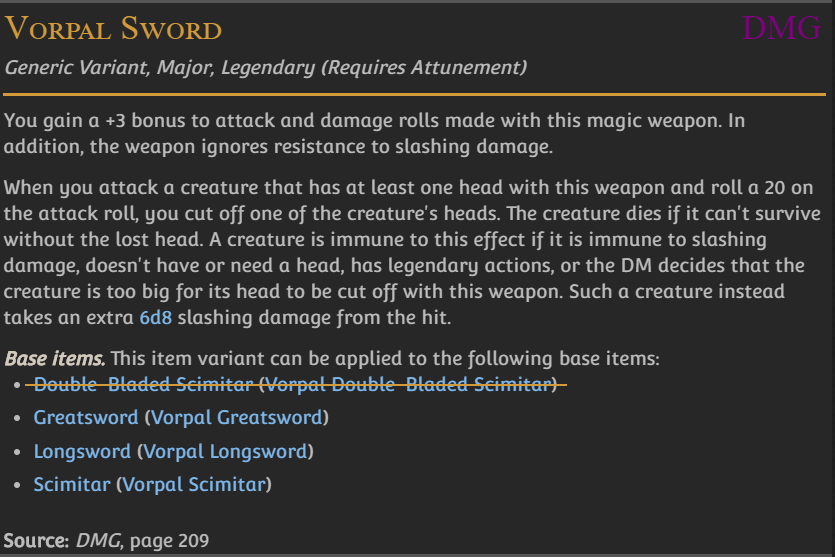 Vorpal Sword DMG
Generic Variant, Major, Legendary (Requires Attunement)
You gain a +3 bonus to attack and damage rolls made with this magic weapon. In
addition, the weapon ignores resistance to slashing damage.
When you attack a creature that has at least one head with this weapon and roll a 20 on
the attack roll, you cut off one of the creature's heads. The creature dies if it can't survive
without the lost head. A creature is immune to this effect if it is immune to slashing
damage, doesn't have or need a head, has legendary actions, or the DM decides that the
creature is too big for its head to be cut off with this weapon. Such a creature instead
takes an extra 6d8 slashing damage from the hit.
Base items. This item variant can be applied to the following base items:
• Double-Bladed Scimitar (Vorpal Double-Bladed Scimitar)
• Greatsword (Vorpal Greatsword)
• Longsword (Vorpal Longsword)
• Scimitar (Vorpal Scimitar)
Source: DMG, page 209